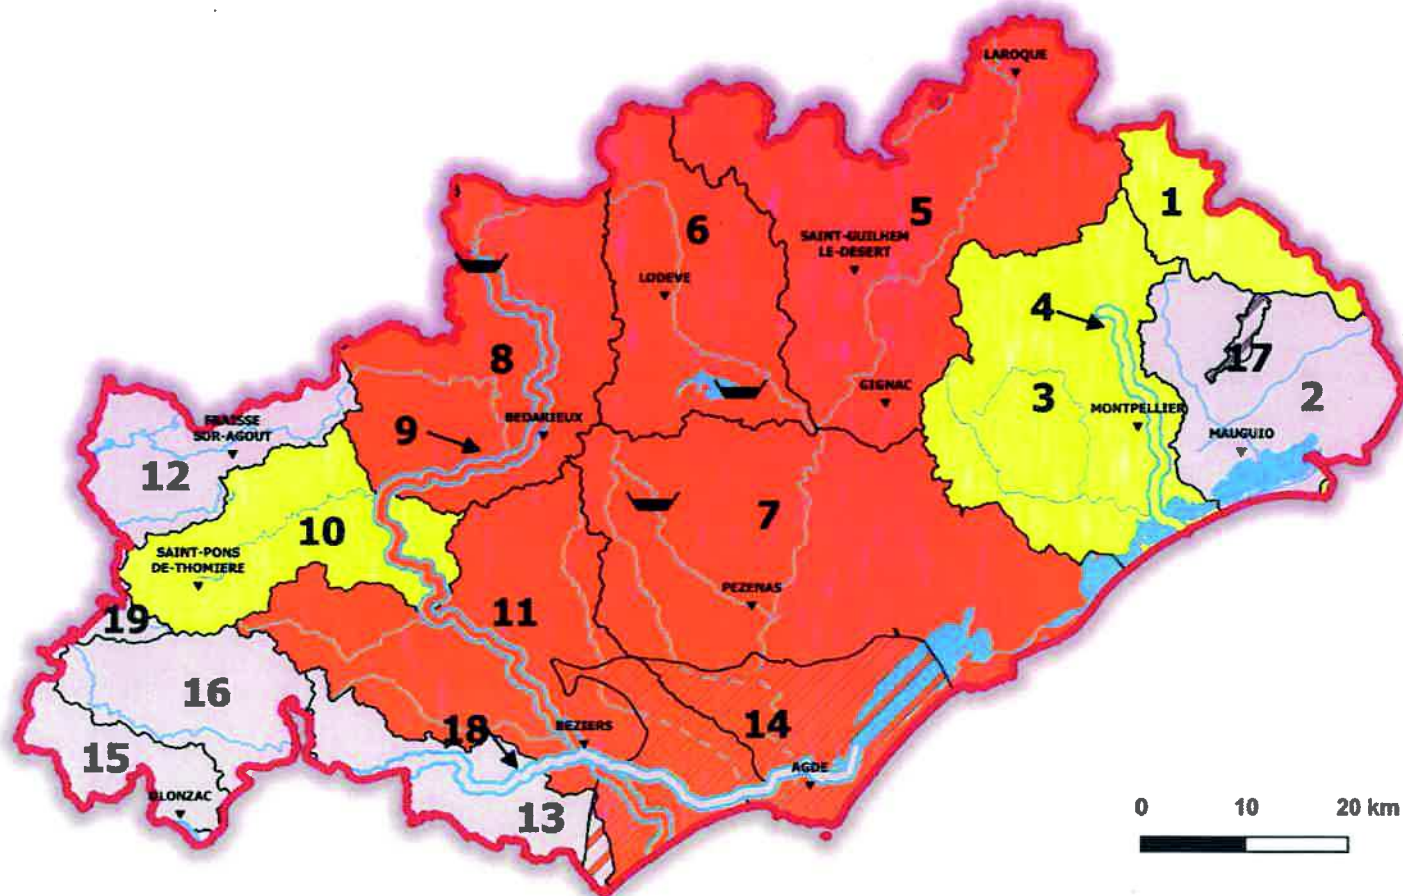 LAROQUE
1
5
6
SAINT-GUILHEM
LE-DESERT
LODEVE
4
17
8
GIGNAC
2
3
MONTPELLIER
FRAISSE
SUR-AGOUT
BEDARIEUX
9
MAUGUIO
12
7
10
SAINT-PONS
DE-THOMIERE
PEZENAS
19
11
16
14
18
BEZIERS
15
AGDE
OLONZAC
13
0 10 20 km